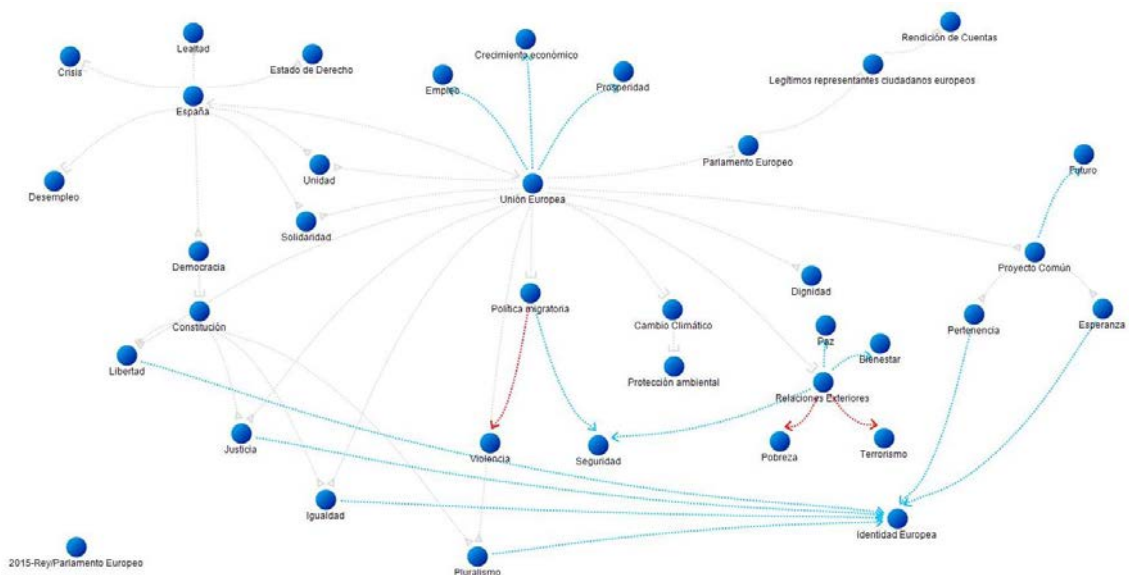 Rendición de Cuentas
Lealtad
Crecimiento económico
Crisis
Estado de Derecho
Legítimos representantes ciudadanos europeos
Empleo
Prosperidad
España
Parlamento Europeo
Futuro
Unidad
Desempleo
Unión Europea
Solidaridad
Democracia
Proyecto Común
Dignidad
Política migratoria
Esperanza
Constitución
Cambio Climático
Pertenencia
Paz
Bienestar
Libertad
Protección ambiental
Relaciones Exteriores
Justicia
Violencia
Seguridad
Pobreza
Terrorismo
Igualdad
Identidad Europea
2015-Rey/Parlamento Europeo
Pluralismo